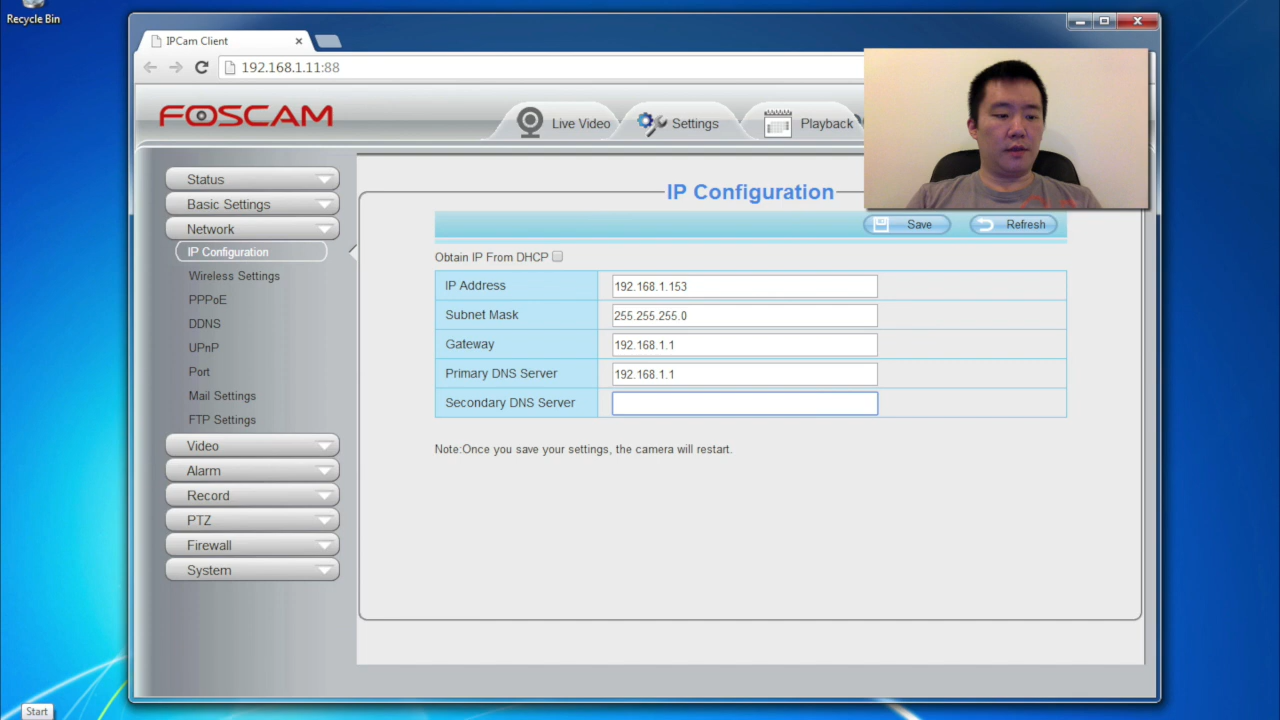 Recycle Bin
IPCam Client
192.168.1.11:88
FOSCAM
Live Video
Settings
Playback
Status
Basic Settings
Network
IP Configuration
Wireless Settings
PPPoE
DDNS
UPnP
Port
Mail Settings
FTP Settings
Video
Alarm
Record
PTZ
Firewall
System
IP Configuration
Save
Refresh
Obtain IP From DHCP
IP Address 192.168.1.153
Subnet Mask 255.255.255.0
Gateway 192.168.1.1
Primary DNS Server 192.168.1.1
Secondary DNS Server
Note:Once you save your settings, the camera will restart.
Start